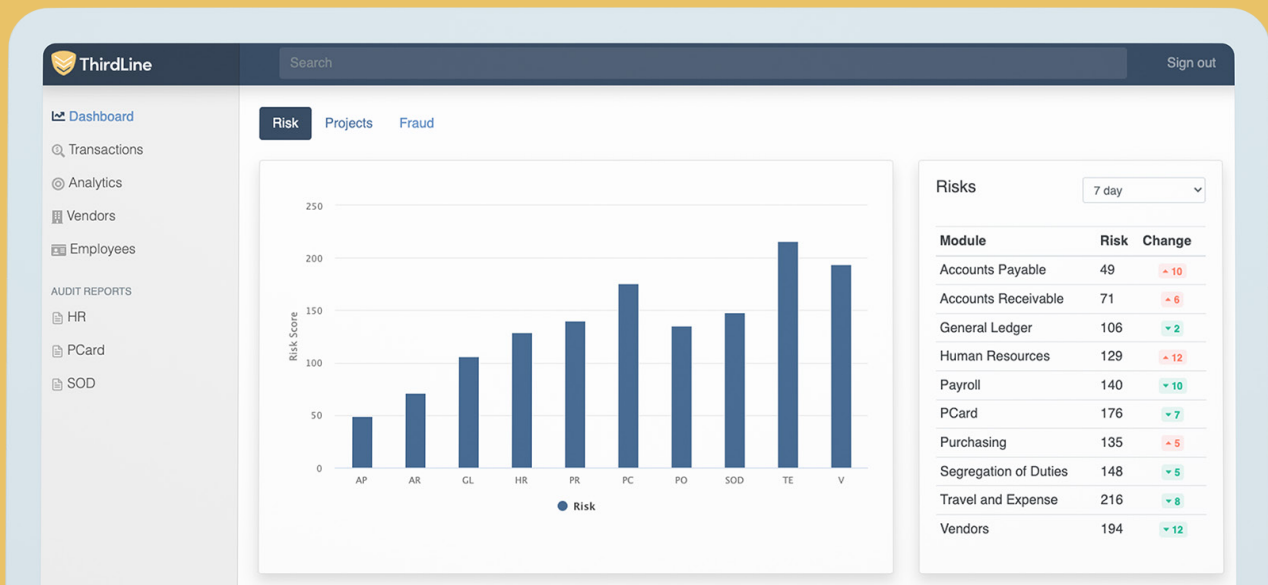 ThirdLine
Search
Sign out
Dashboard
Transactions
Analytics
Vendors
Employees
AUDIT REPORTS
HR
PCard
SOD
Risk Projects Fraud
250
200
150
100
50
0
Risk Score
AP AR GL HR PR PC PO SOD TE V
Risk
Risks
7 day
Module Risk Change
Accounts Payable 49 10
Accounts Receivable 71 6
General Ledger 106 2
Human Resources 129 12
Payroll 140 10
PCard 176 7
Purchasing 135 5
Segregation of Duties 148 5
Travel and Expense 216 8
Vendors 194 12